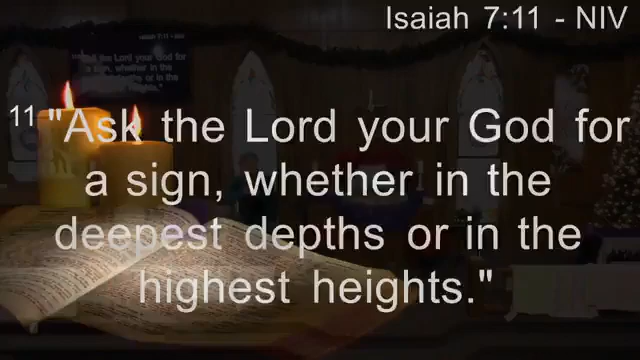 Isaiah 7:11 - NIV
11 "Ask the Lord your God for
a sign, whether in the
deepest depths or in the
highest heights."